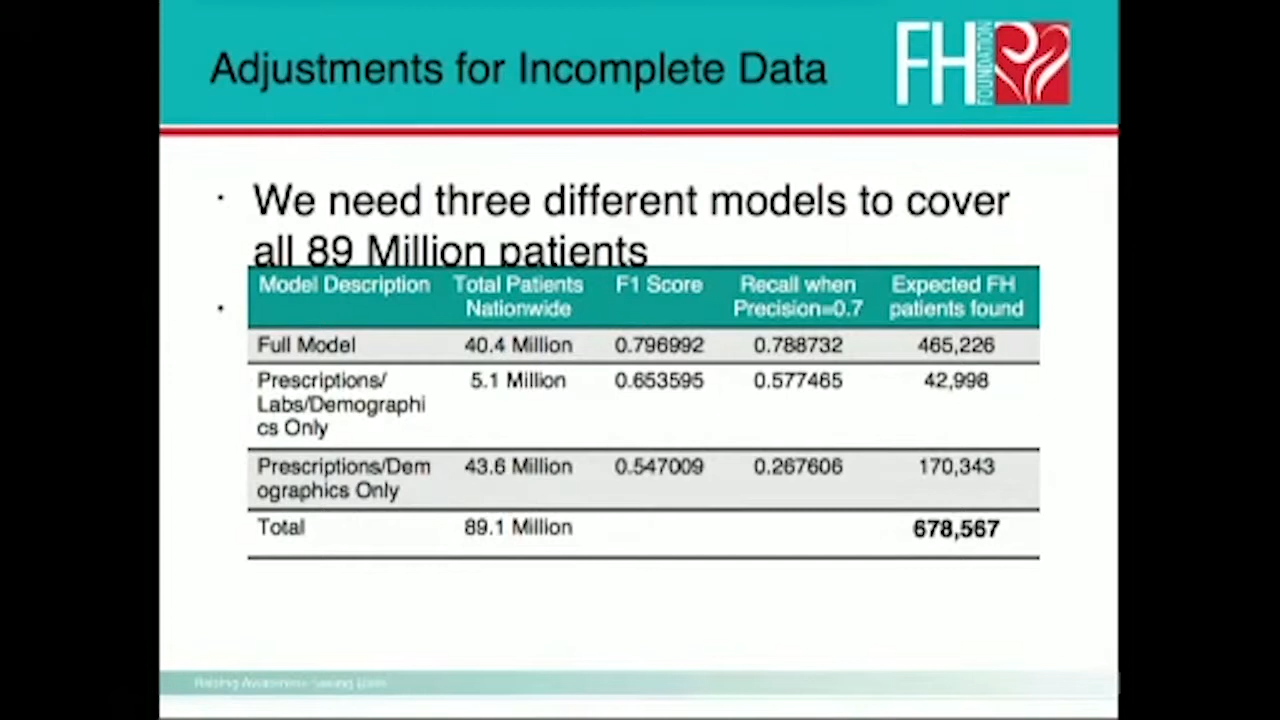 Adjustments for Incomplete Data
FH
FOUNDATION
· We need three different models to cover
all 89 Million patients
·
Model Description Total Patients Nationwide F1 Score Recall when Precision=0.7 Expected FH patients found
Full Model 40.4 Million 0.796992 0.788732 465,226
Prescriptions/ 5.1 Million 0.653595 0.577465 42,998
Labs/Demographi
cs Only
Prescriptions/Dem 43.6 Million 0.547009 0.267606 170,343
ographics Only
Total 89.1 Million 678,567
Raising Awareness Saving Lives